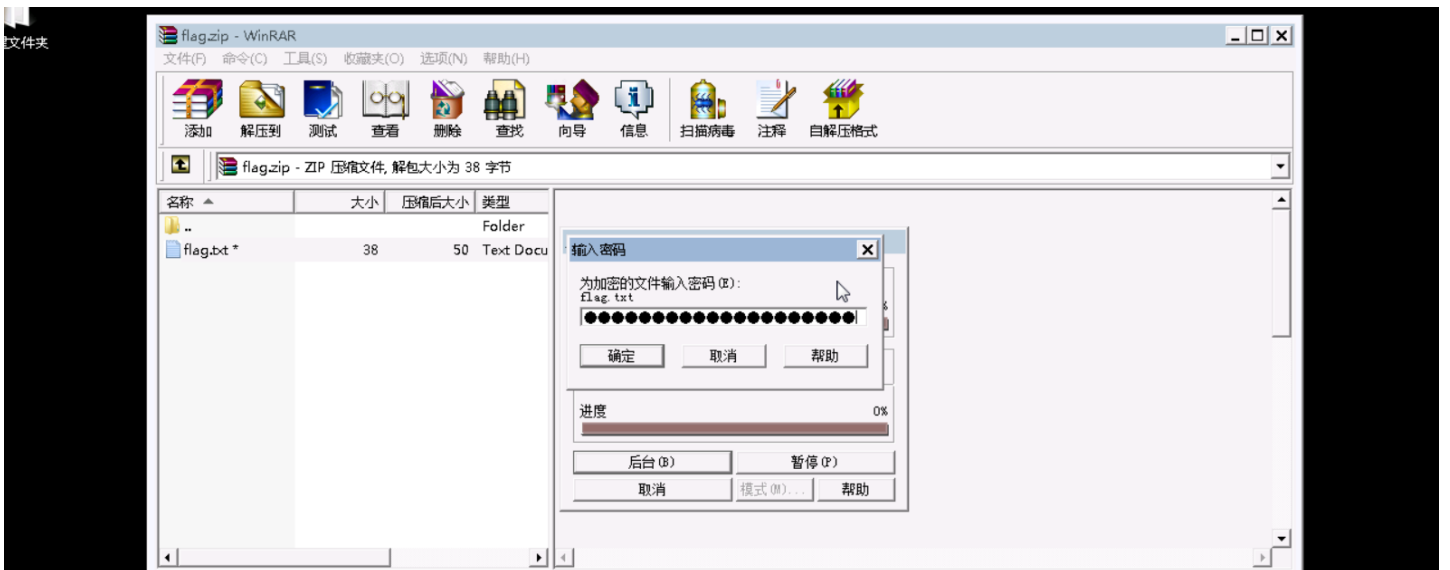 flag.zip - WinRAR
建文件夹
文件(F) 命令(C) 工具(S) 收藏夹(O) 选项(N) 帮助(H)
添加 解压到 测试 查看 删除 查找 向导 信息 扫描病毒 注释 自解压格式
flag.zip - ZIP 压缩文件, 解包大小为 38 字节
名称 大小 压缩后大小 类型
.. Folder
flag.txt * 38 50 Text Docu
输入密码
为加密的文件输入密码(E):
flag.txt
%
确定 取消 帮助
进度 0%
后台(B) 暂停(P)
取消 模式(M)... 帮助